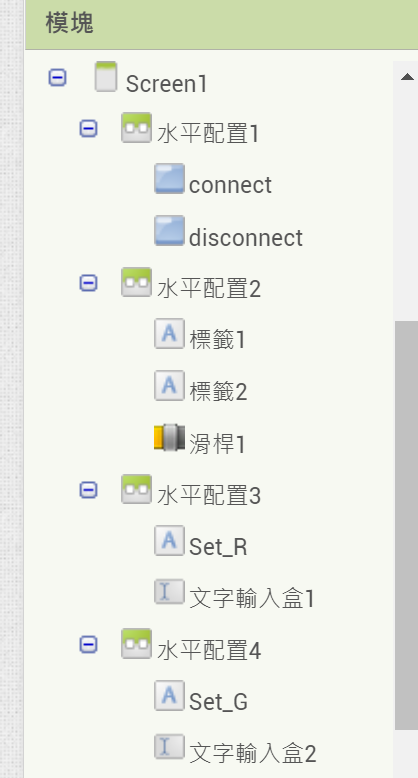 模塊
Screen1
水平配置1
connect
disconnect
水平配置2
A 標籤1
A 標籤2
滑桿1
水平配置3
A Set_R
文字輸入盒1
水平配置4
A Set_G
文字輸入盒2